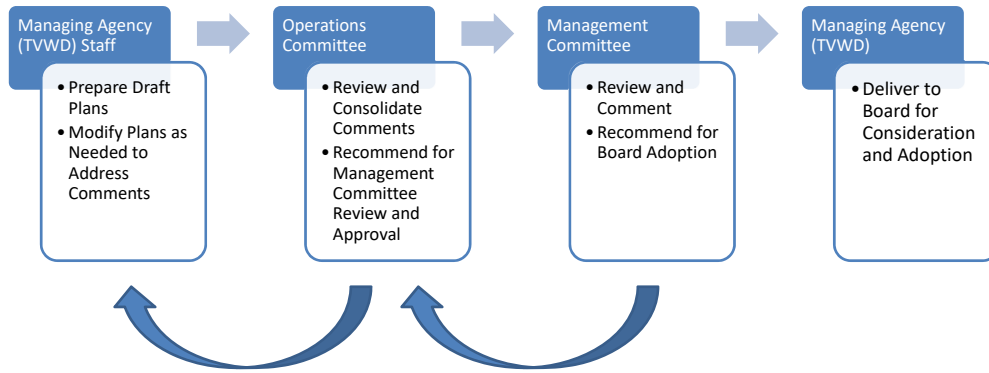 Managing Agency
(TVWD) Staff
• Prepare Draft
Plans
• Modify Plans as
Needed to
Address
Comments
Operations
Committee
• Review and
Consolidate
Comments
• Recommend for
Management
Committee
Review and
Approval
Management
Committee
• Review and
Comment
• Recommend for
Board Adoption
Managing Agency
(TVWD)
• Deliver to
Board for
Consideration
and Adoption